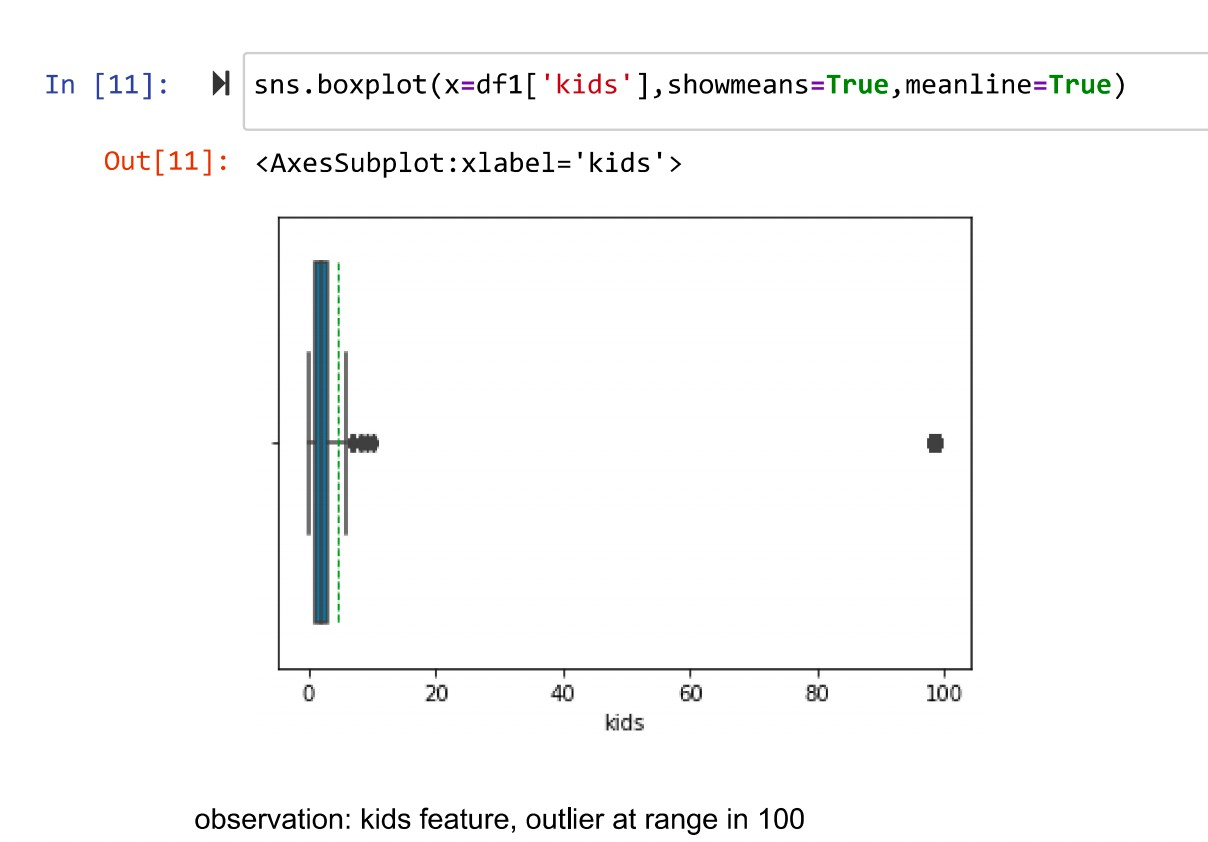 In [11]: sns.boxplot(x=df1['kids'],showmeans=True,meanline=True)
Out[11]: <AxesSubplot:xlabel='kids'>
0 20 40 60 80 100
kids
observation: kids feature, outlier at range in 100